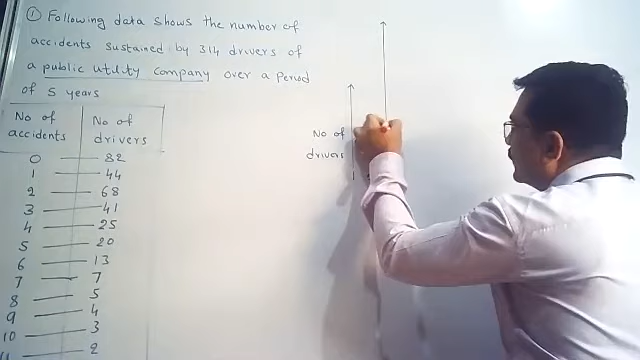 ① Following data shows the number of
accidents sustained by 314 drivers of
a public utility company over a period
of 5 years
No of accidents | No of drivers
0 — 82
1 — 44
2 — 68
3 — 41
4 — 25
5 — 20
6 — 13
7 — 7
8 — 5
9 — 4
10 — 3
11 — 2
No of
drivers